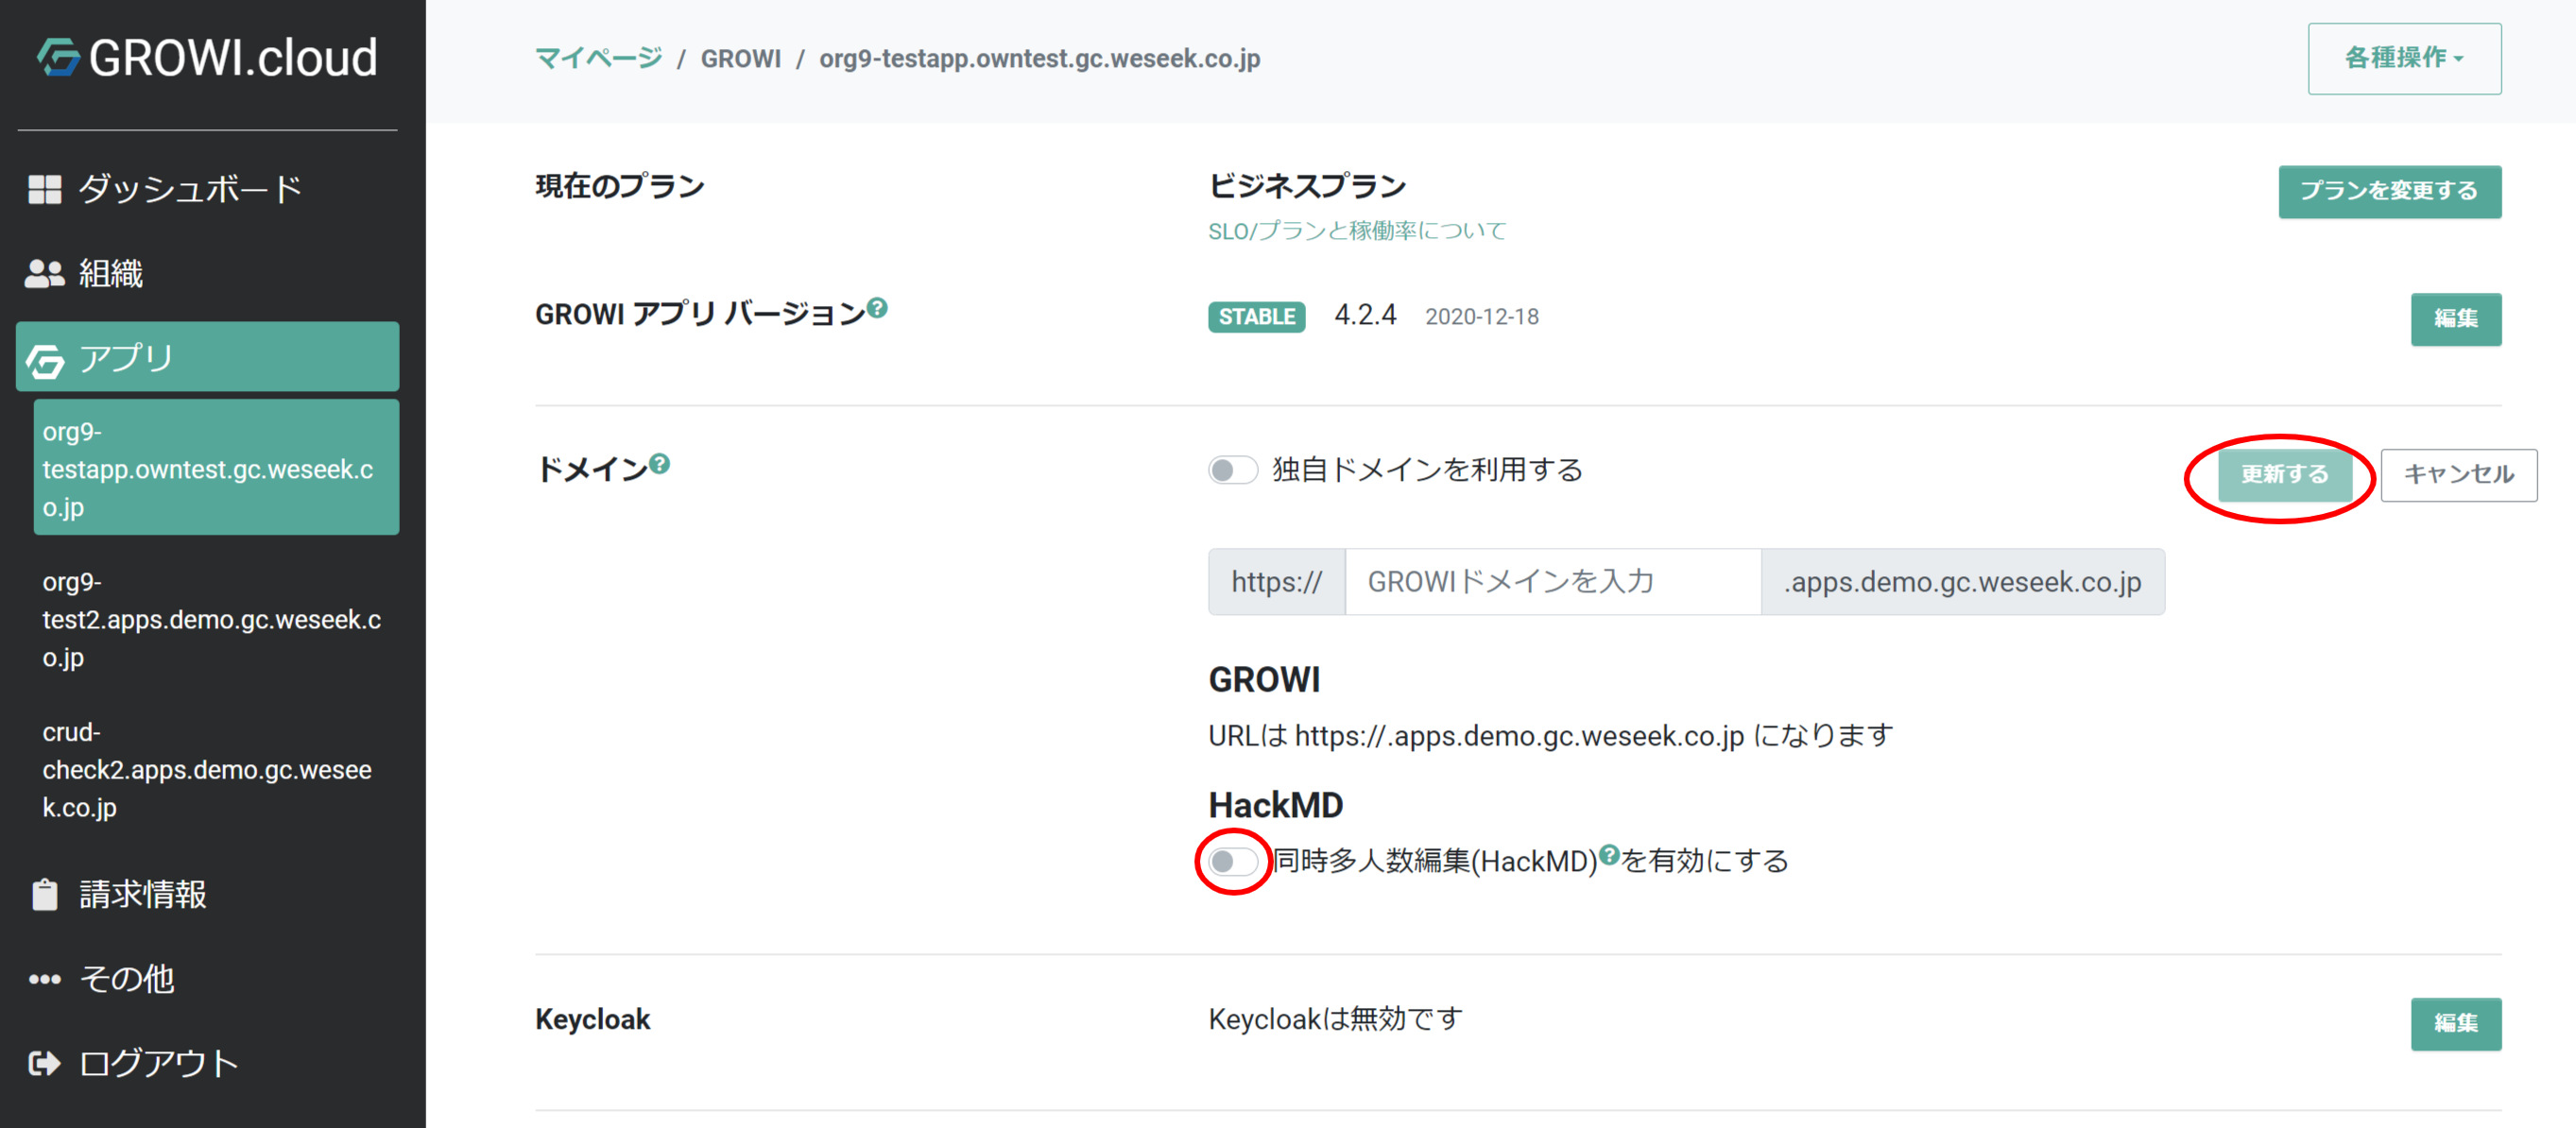 GROWI.cloud
ダッシュボード
組織
アプリ
org9-
testapp.owntest.gc.weseek.c
o.jp
org9-
test2.apps.demo.gc.weseek.c
o.jp
crud-
check2.apps.demo.gc.wesee
k.co.jp
請求情報
その他
ログアウト
マイページ / GROWI / org9-testapp.owntest.gc.weseek.co.jp
各種操作
現在のプラン
ビジネスプラン
プランを変更する
SLO/プランと稼働率について
GROWI アプリ バージョン?
STABLE 4.2.4 2020-12-18
編集
ドメイン?
独自ドメインを利用する
更新する
キャンセル
https:// GROWIドメインを入力 .apps.demo.gc.weseek.co.jp
GROWI
URLは https://.apps.demo.gc.weseek.co.jp になります
HackMD
同時多人数編集(HackMD)?を有効にする
Keycloak
Keycloakは無効です
編集